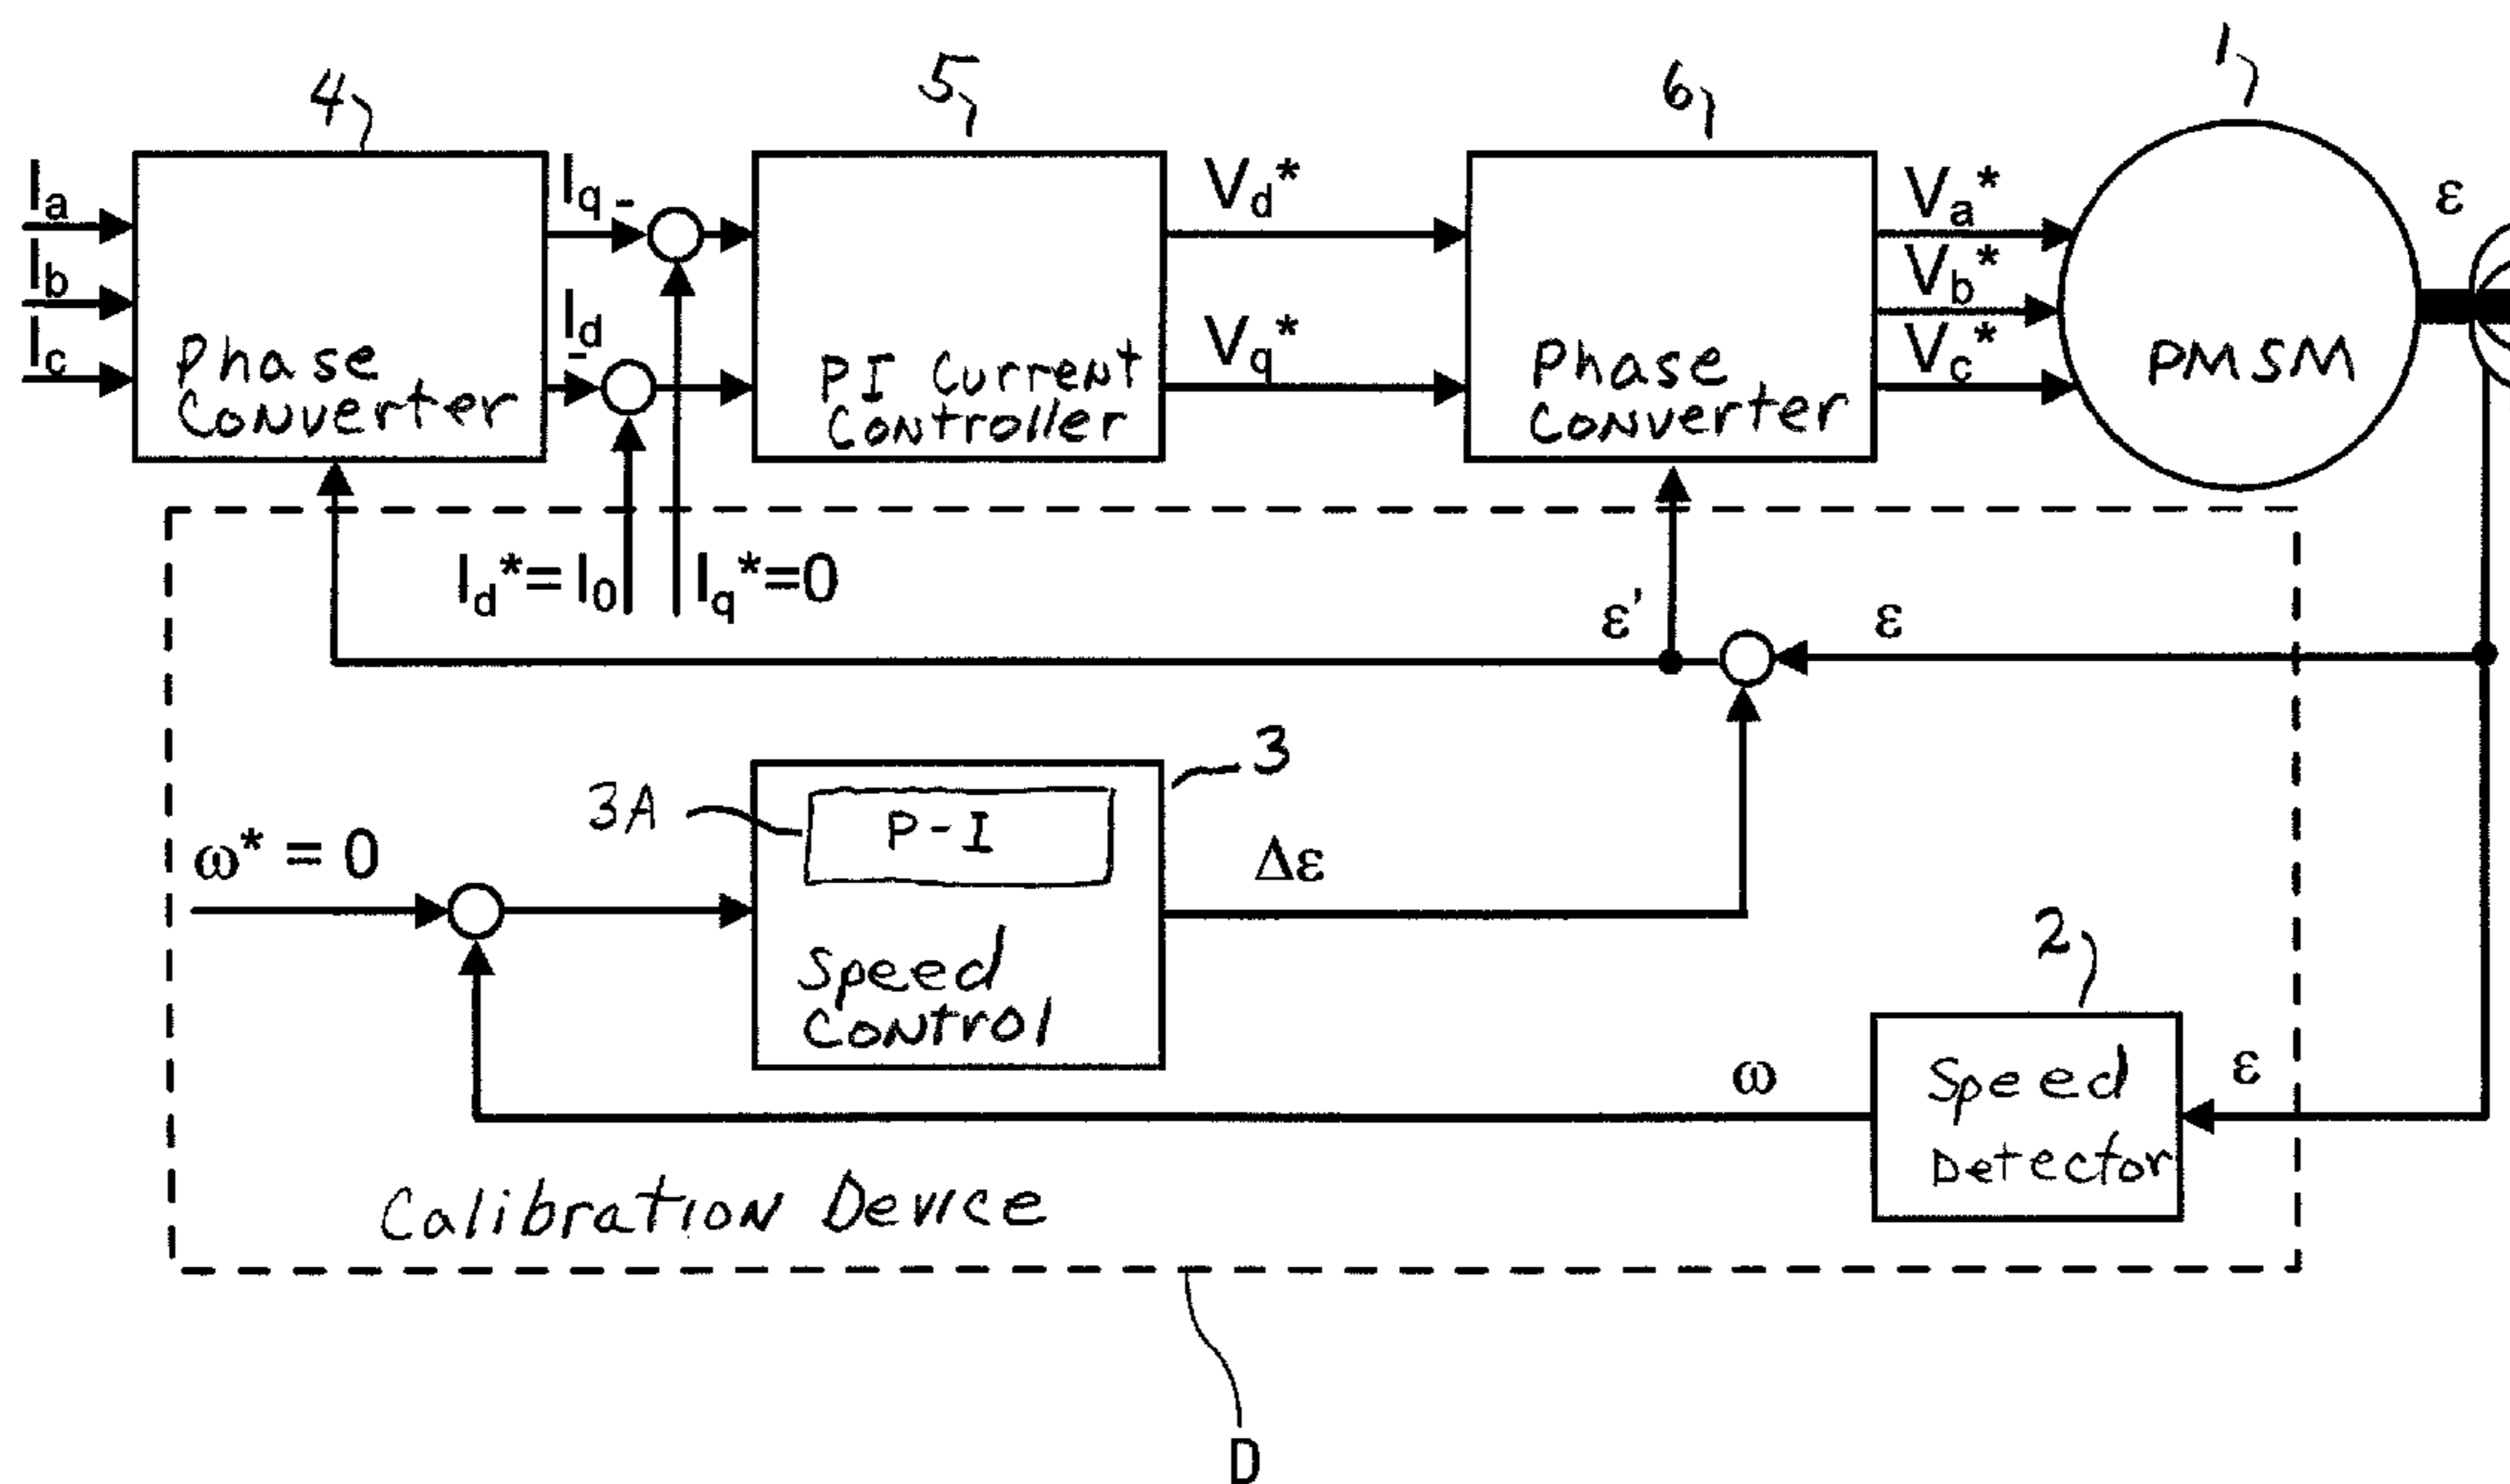 4
5
6
1
Ia
Ib
Ic
Phase
Converter
Iq -
Id
-
PI Current
Controller
Vd*
Vq*
Phase
Converter
Va*
Vb*
Vc*
PMSM
ε
Id*= I0
Iq*=0
ε'
ε
3
3A
P-I
Speed
Control
ω* = 0
Δε
2
Speed
Detector
ω
ε
Calibration Device
D